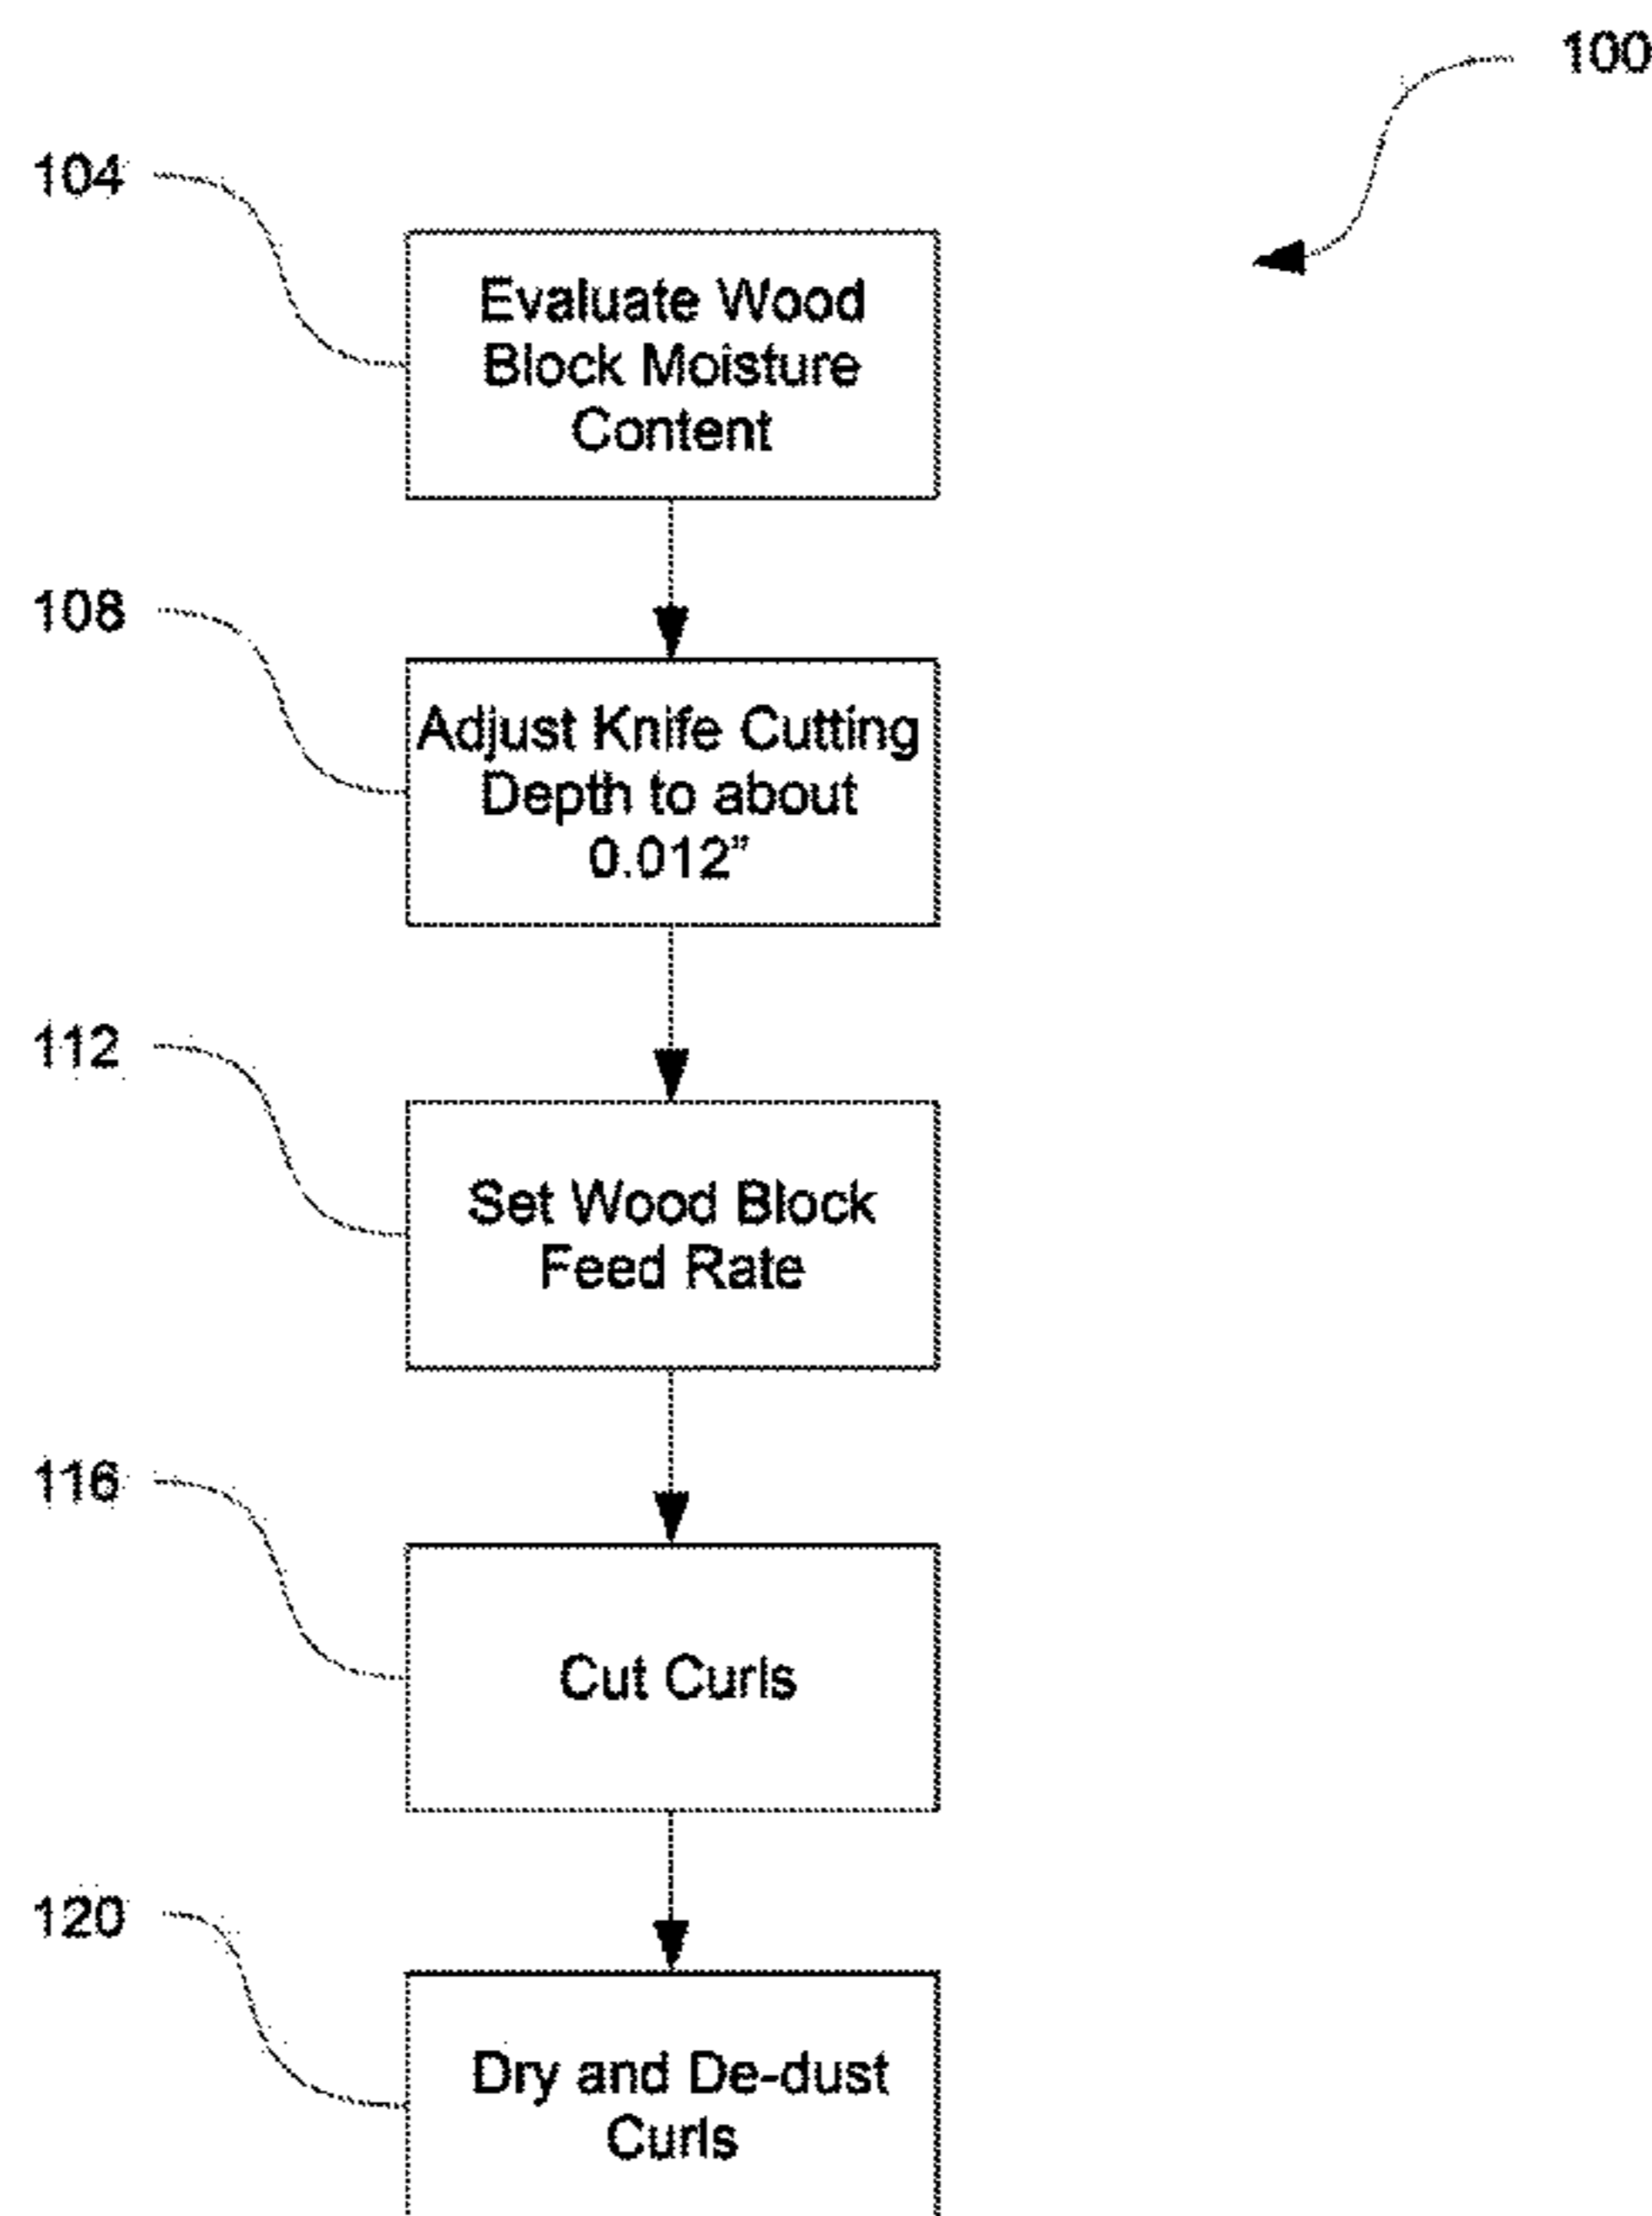 100
104
Evaluate Wood
Block Moisture
Content
108
Adjust Knife Cutting
Depth to about
0.012”
112
Set Wood Block
Feed Rate
116
Cut Curls
120
Dry and De-dust
Curls